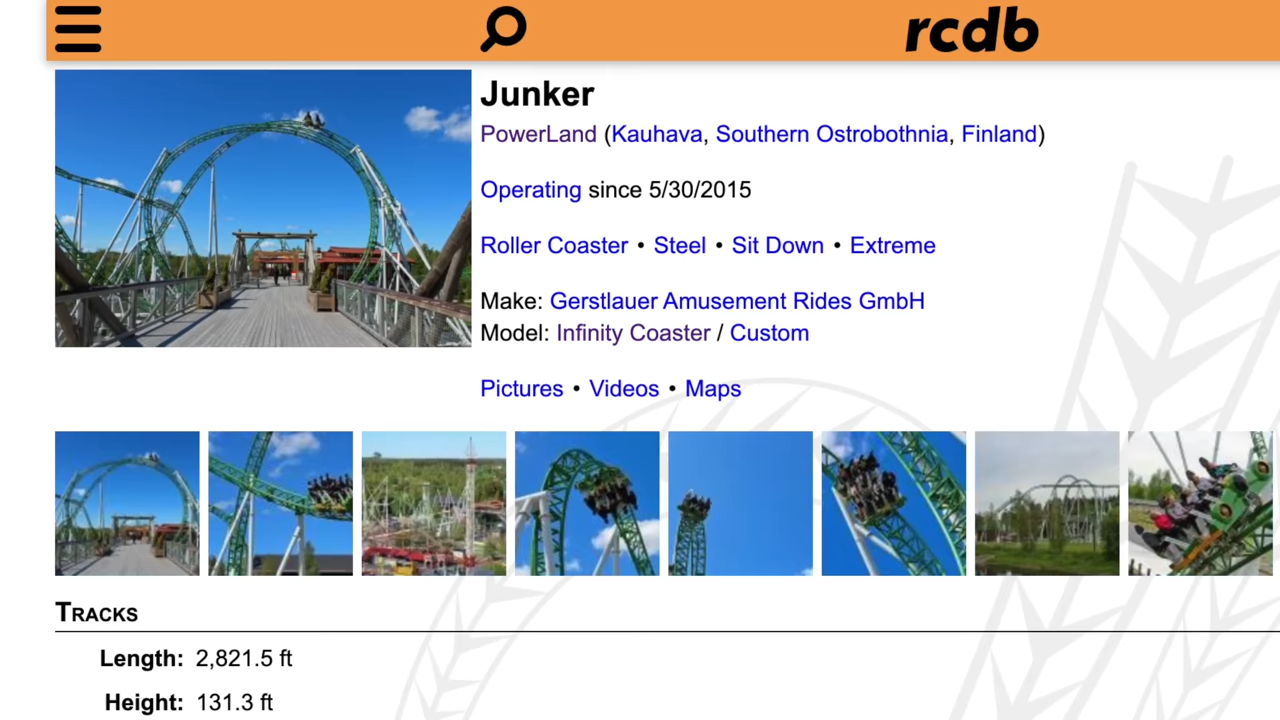 rcdb
Junker
PowerLand (Kauhava, Southern Ostrobothnia, Finland)
Operating since 5/30/2015
Roller Coaster • Steel • Sit Down • Extreme
Make: Gerstlauer Amusement Rides GmbH
Model: Infinity Coaster / Custom
Pictures • Videos • Maps
Tracks
Length: 2,821.5 ft
Height: 131.3 ft